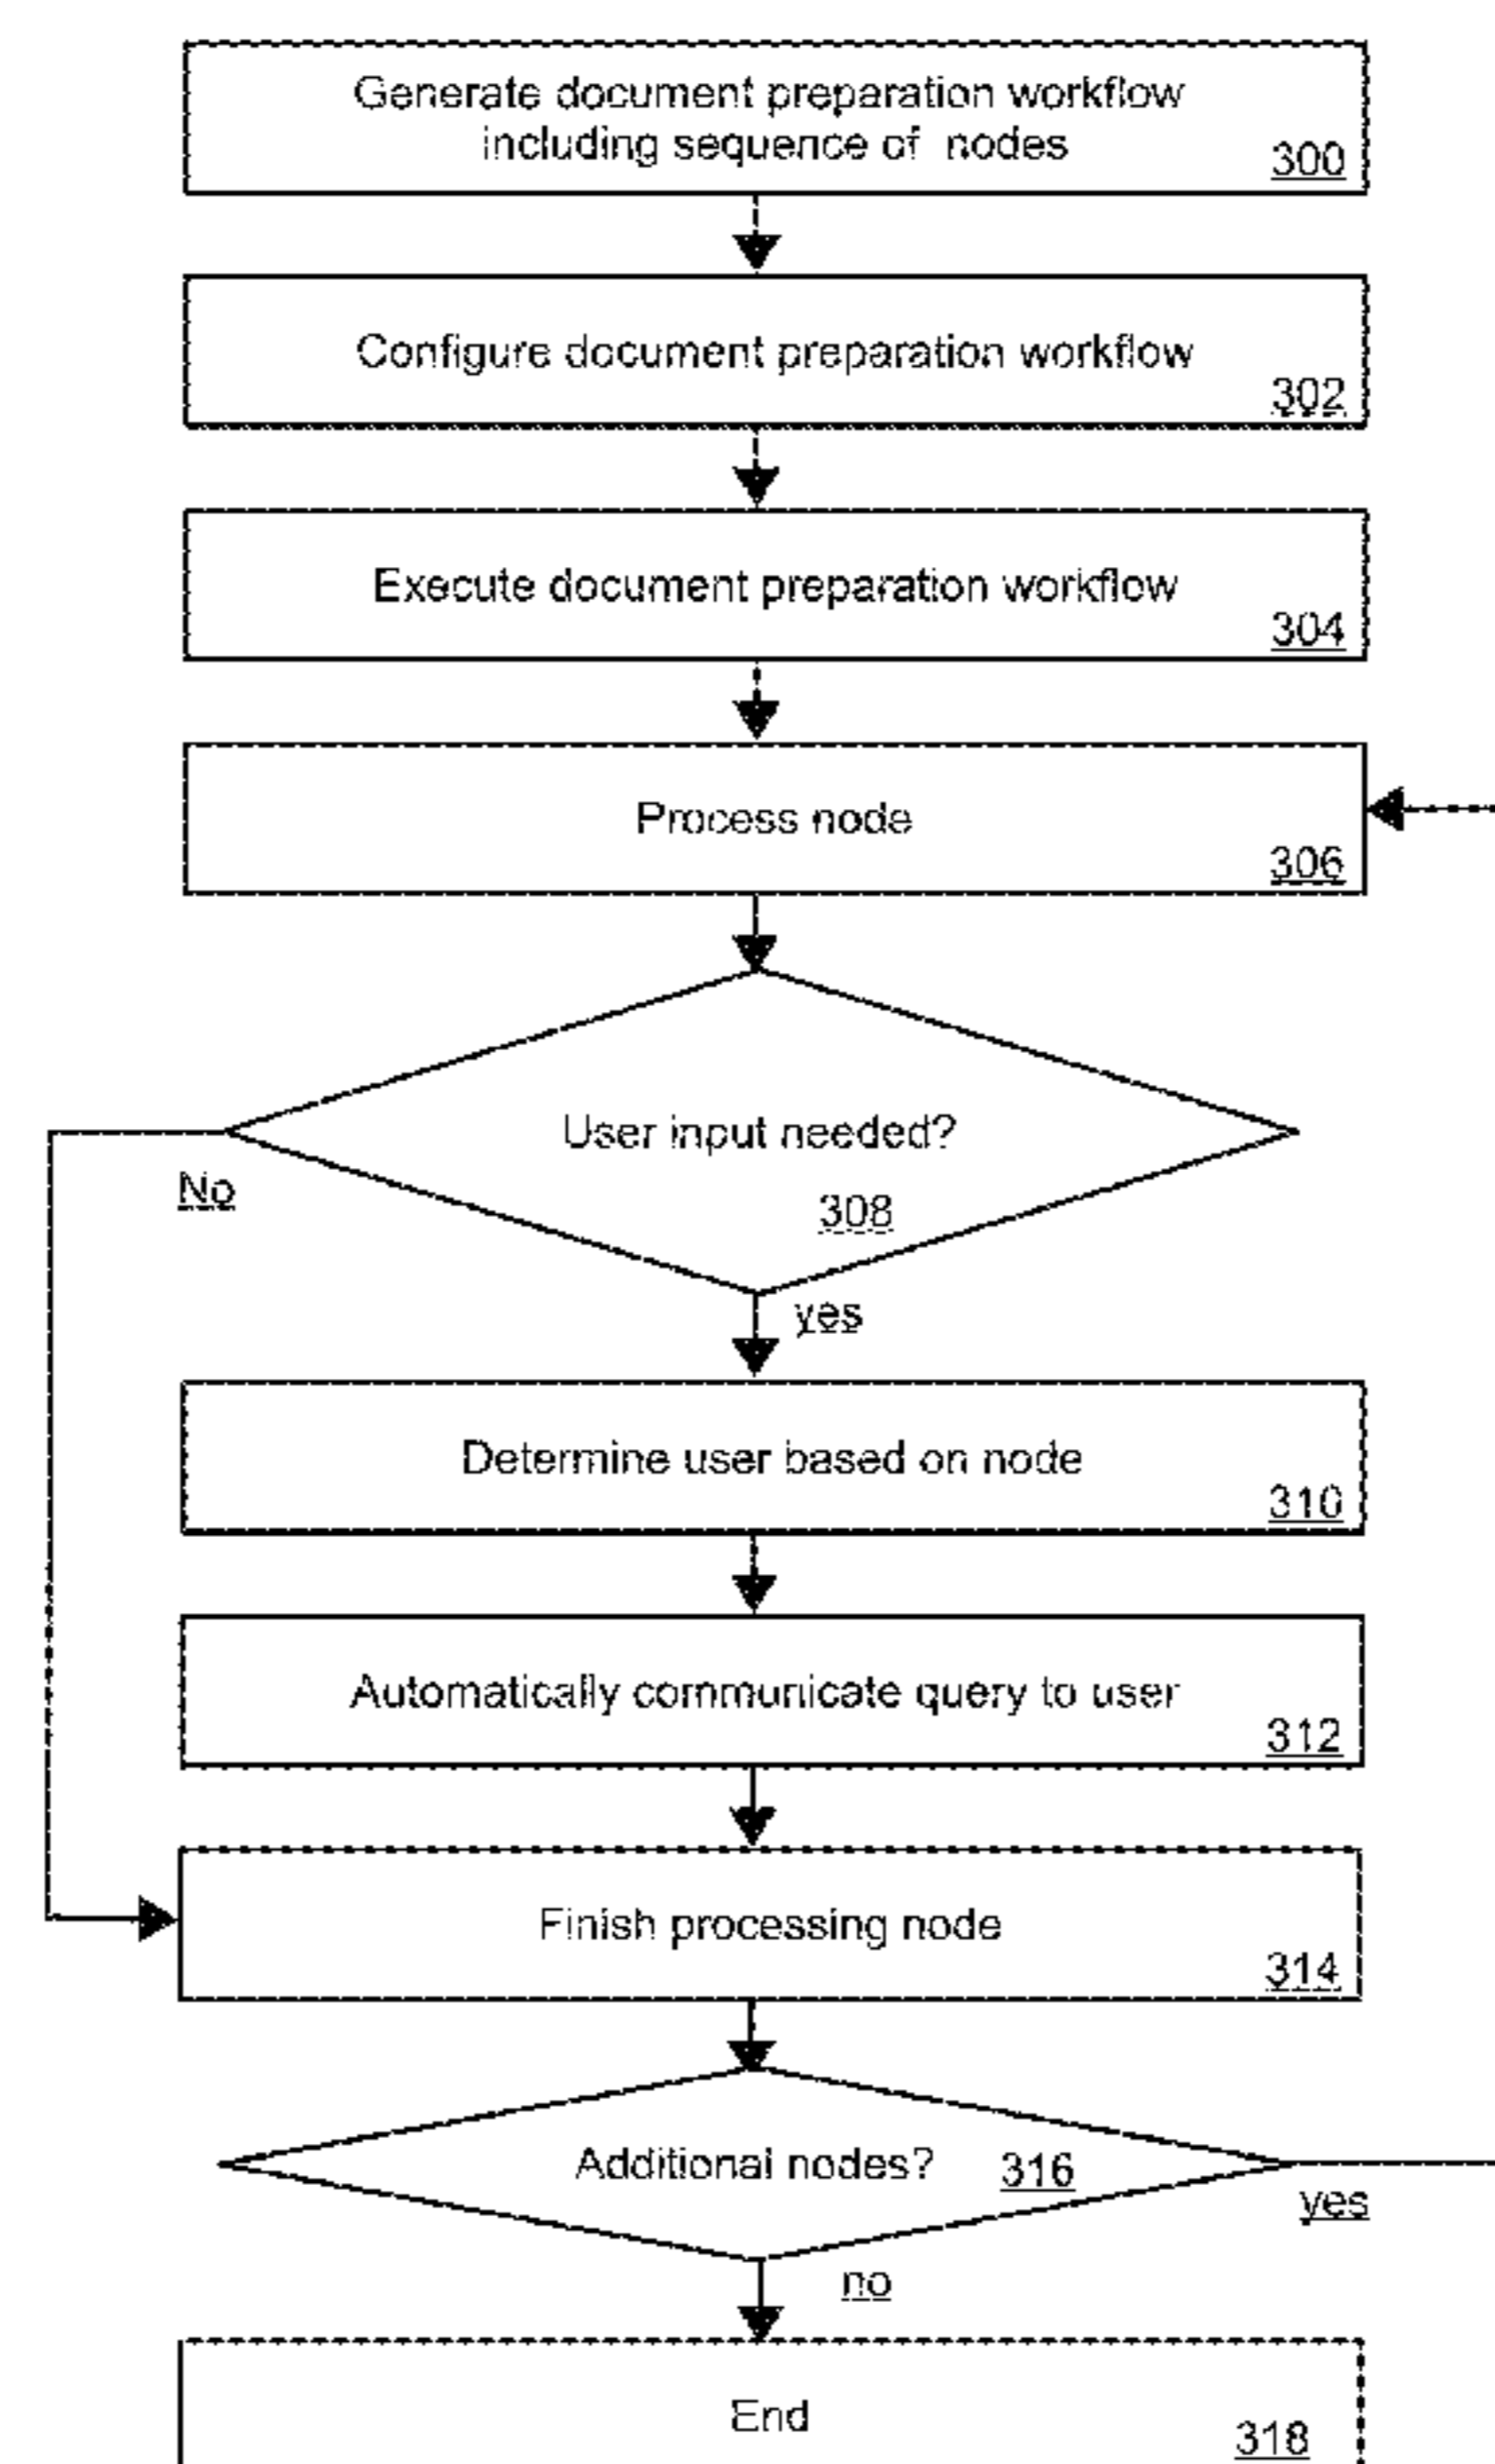 Generate document preparation workflow
including sequence of nodes
300
Configure document preparation workflow
302
Execute document preparation workflow
304
Process node
306
User input needed?
No
308
yes
Determine user based on node
310
Automatically communicate query to user
312
Finish processing node
314
Additional nodes? 316
yes
no
End
318